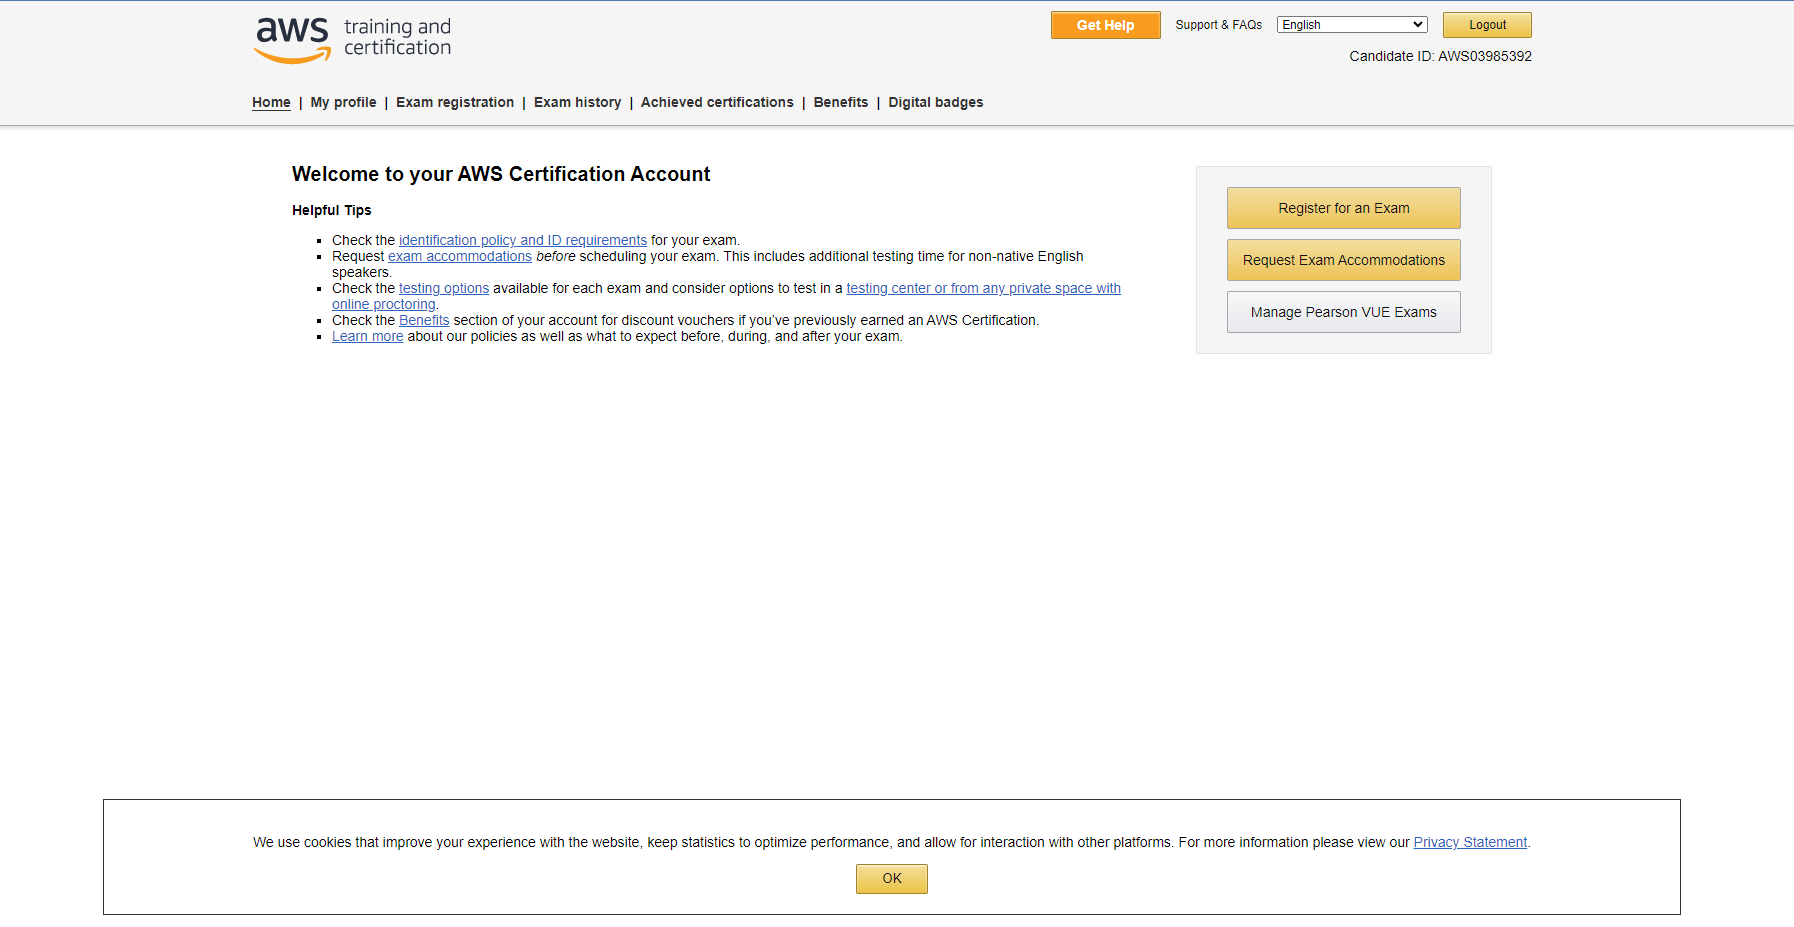 aws training and certification
Get Help Support & FAQs English Logout
Candidate ID: AWS03985392
Home | My profile | Exam registration | Exam history | Achieved certifications | Benefits | Digital badges
Welcome to your AWS Certification Account
Helpful Tips
Check the identification policy and ID requirements for your exam.
Request exam accommodations before scheduling your exam. This includes additional testing time for non-native English
speakers.
Check the testing options available for each exam and consider options to test in a testing center or from any private space with
online proctoring.
Check the Benefits section of your account for discount vouchers if you’ve previously earned an AWS Certification.
Learn more about our policies as well as what to expect before, during, and after your exam.
Register for an Exam
Request Exam Accommodations
Manage Pearson VUE Exams
We use cookies that improve your experience with the website, keep statistics to optimize performance, and allow for interaction with other platforms. For more information please view our Privacy Statement.
OK